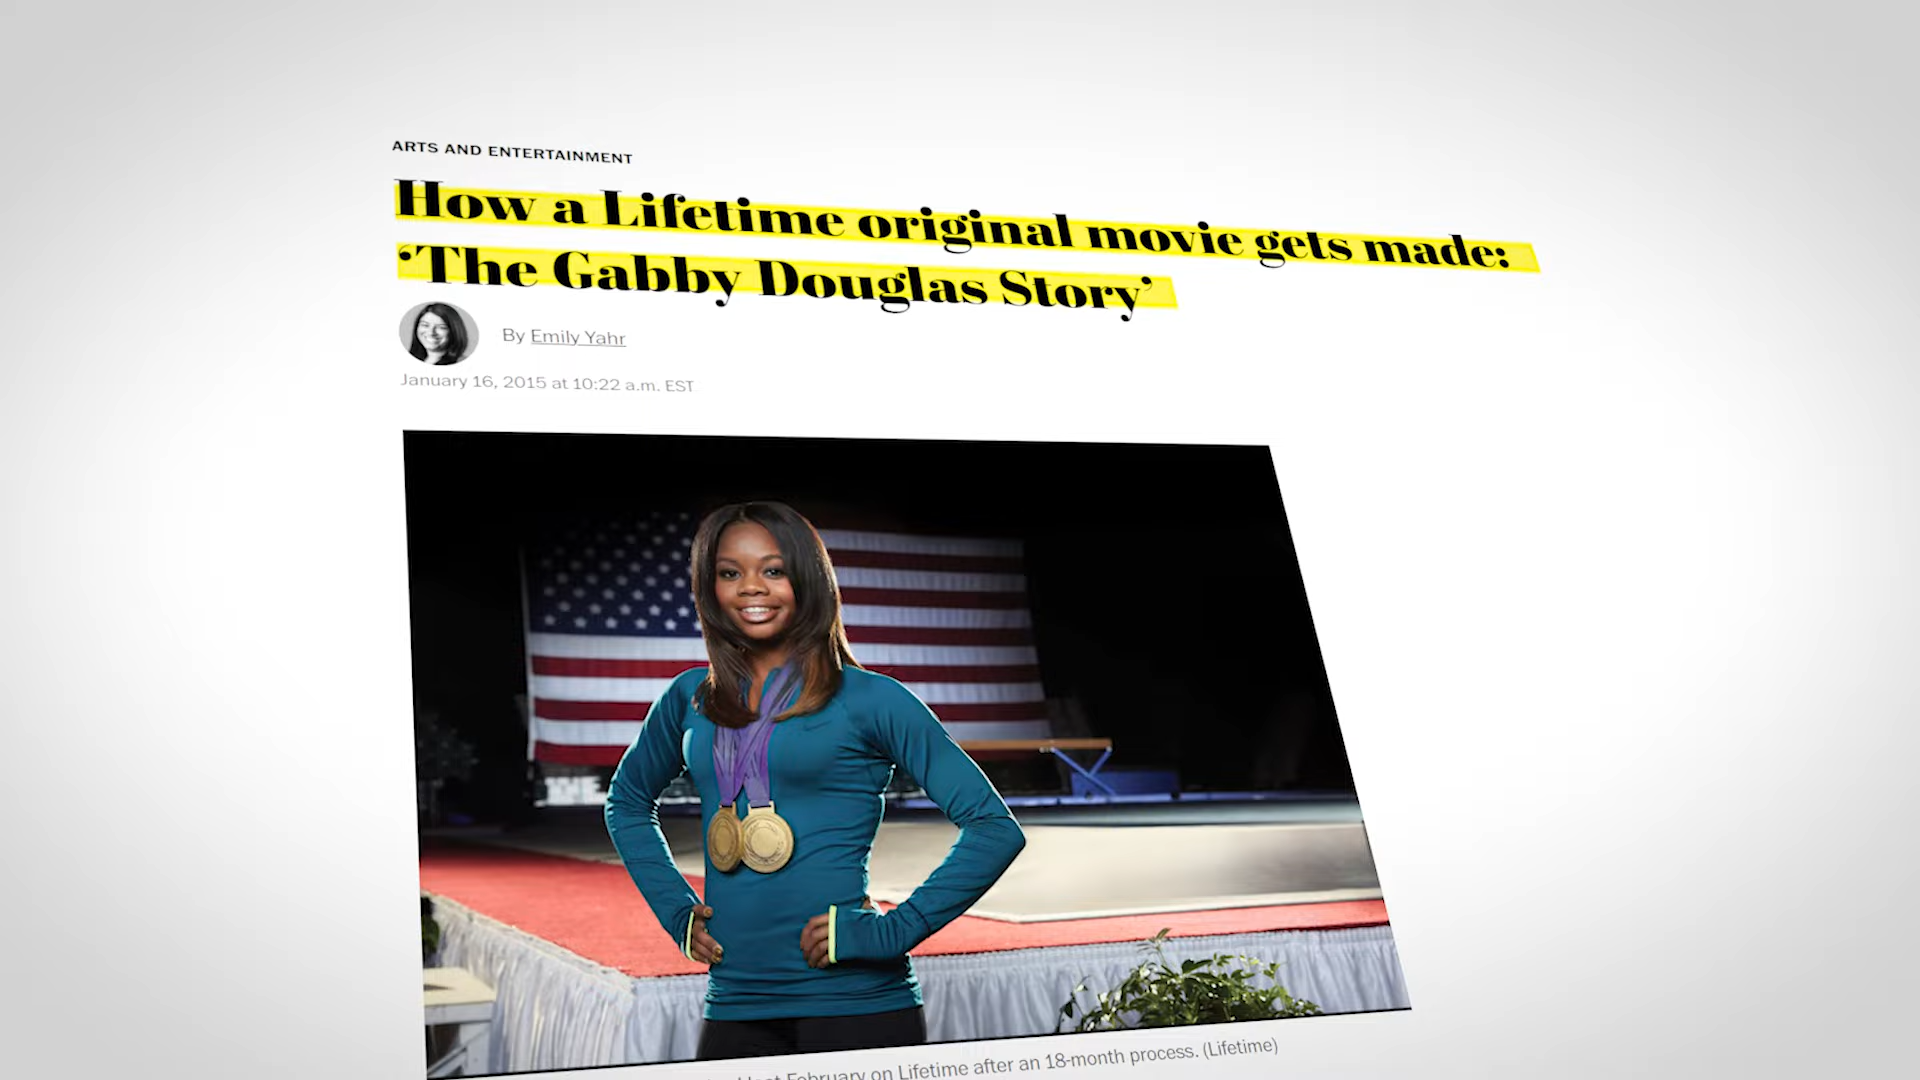 ARTS AND ENTERTAINMENT
How a Lifetime original movie gets made:
‘The Gabby Douglas Story’
By Emily Yahr
January 16, 2015 at 10:22 a.m. EST
February on Lifetime after an 18-month process. (Lifetime)